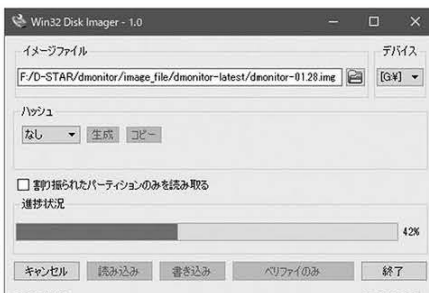 Win32 Disk Imager - 1.0
イメージファイル
デバイス
F:/D-STAR/dmonitor/image_file/dmonitor-latest/dmonitor-01.28.img
[G:¥]
ハッシュ
なし
生成
コピー
割り振られたパーティションのみを読み取る
進捗状況
42%
キャンセル
読み込み
書き込み
ベリファイのみ
終了